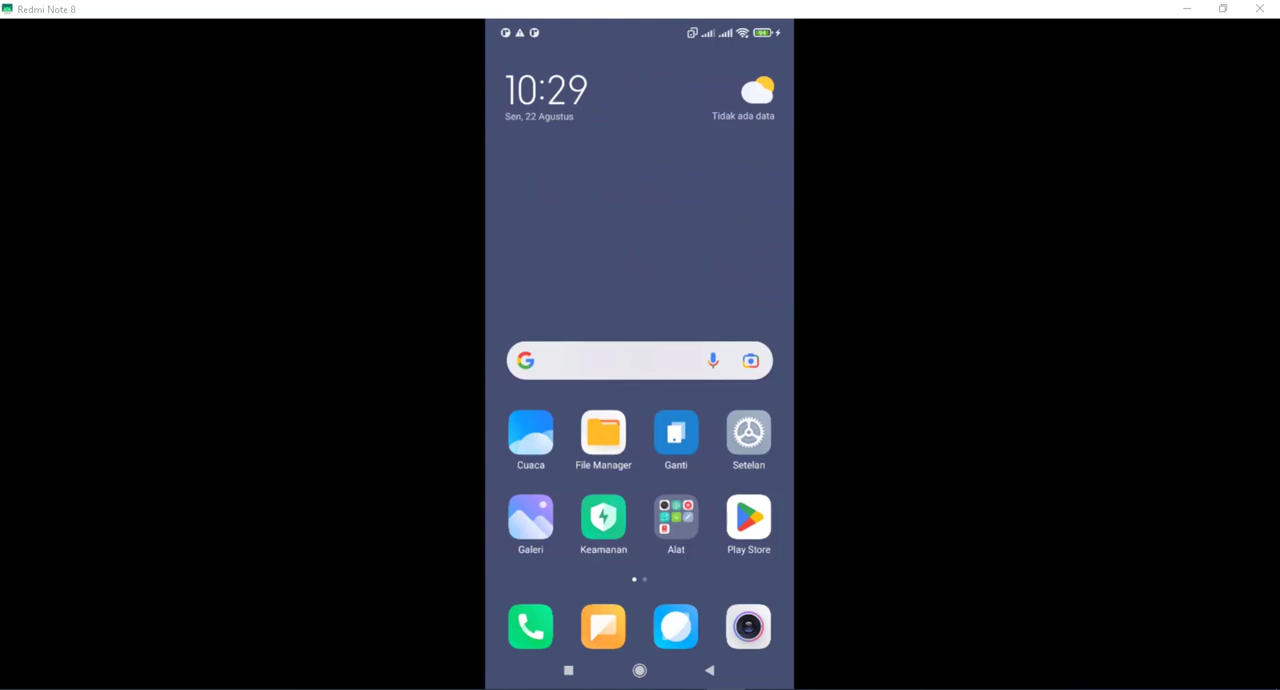 Redmi Note 8
94
10:29
Sen, 22 Agustus
Tidak ada data
Cuaca
File Manager
Ganti
Setelan
Galeri
Keamanan
Alat
Play Store